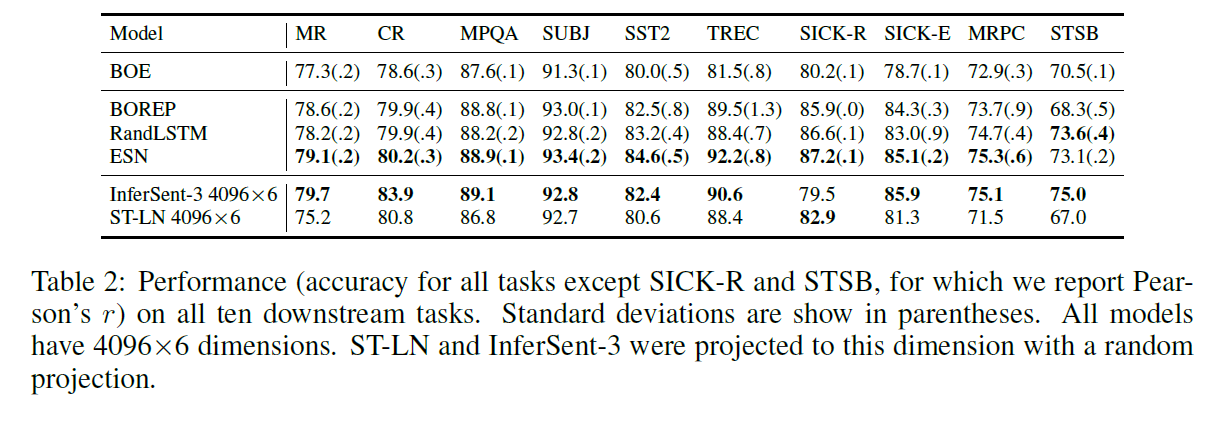 Model MR CR MPQA SUBJ SST2 TREC SICK-R SICK-E MRPC STSB
BOE 77.3(.2) 78.6(.3) 87.6(.1) 91.3(.1) 80.0(.5) 81.5(.8) 80.2(.1) 78.7(.1) 72.9(.3) 70.5(.1)
BOREP 78.6(.2) 79.9(.4) 88.8(.1) 93.0(.1) 82.5(.8) 89.5(1.3) 85.9(.0) 84.3(.3) 73.7(.9) 68.3(.5)
RandLSTM 78.2(.2) 79.9(.4) 88.2(.2) 92.8(.2) 83.2(.4) 88.4(.7) 86.6(.1) 83.0(.9) 74.7(.4) 73.6(.4)
ESN 79.1(.2) 80.2(.3) 88.9(.1) 93.4(.2) 84.6(.5) 92.2(.8) 87.2(.1) 85.1(.2) 75.3(.6) 73.1(.2)
InferSent-3 4096×6 79.7 83.9 89.1 92.8 82.4 90.6 79.5 85.9 75.1 75.0
ST-LN 4096×6 75.2 80.8 86.8 92.7 80.6 88.4 82.9 81.3 71.5 67.0
Table 2: Performance (accuracy for all tasks except SICK-R and STSB, for which we report Pear-
son's r) on all ten downstream tasks. Standard deviations are show in parentheses. All models
have 4096×6 dimensions. ST-LN and InferSent-3 were projected to this dimension with a random
projection.